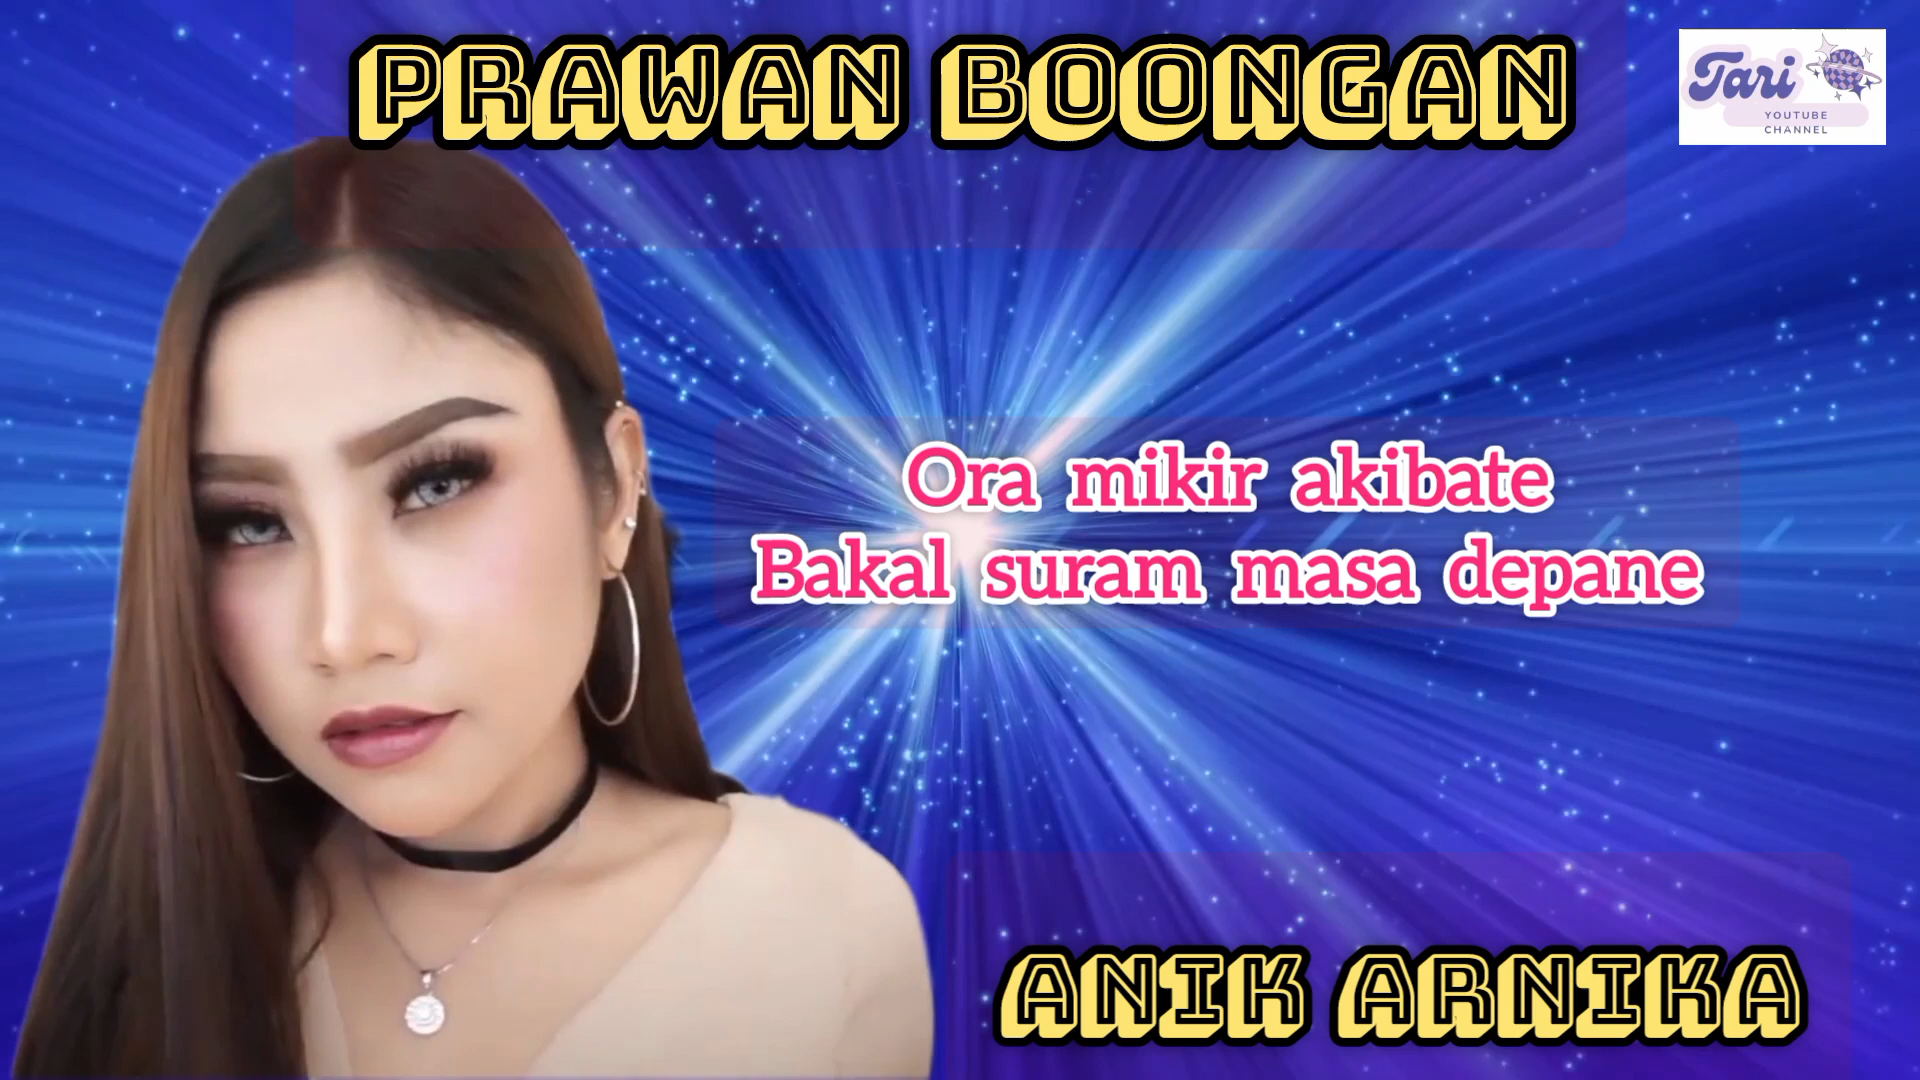 PRAWAN BOONGAN
Tari
YOUTUBE
CHANNEL
Ora mikir akibate
Bakal suram masa depane
ANIK ARNIKA